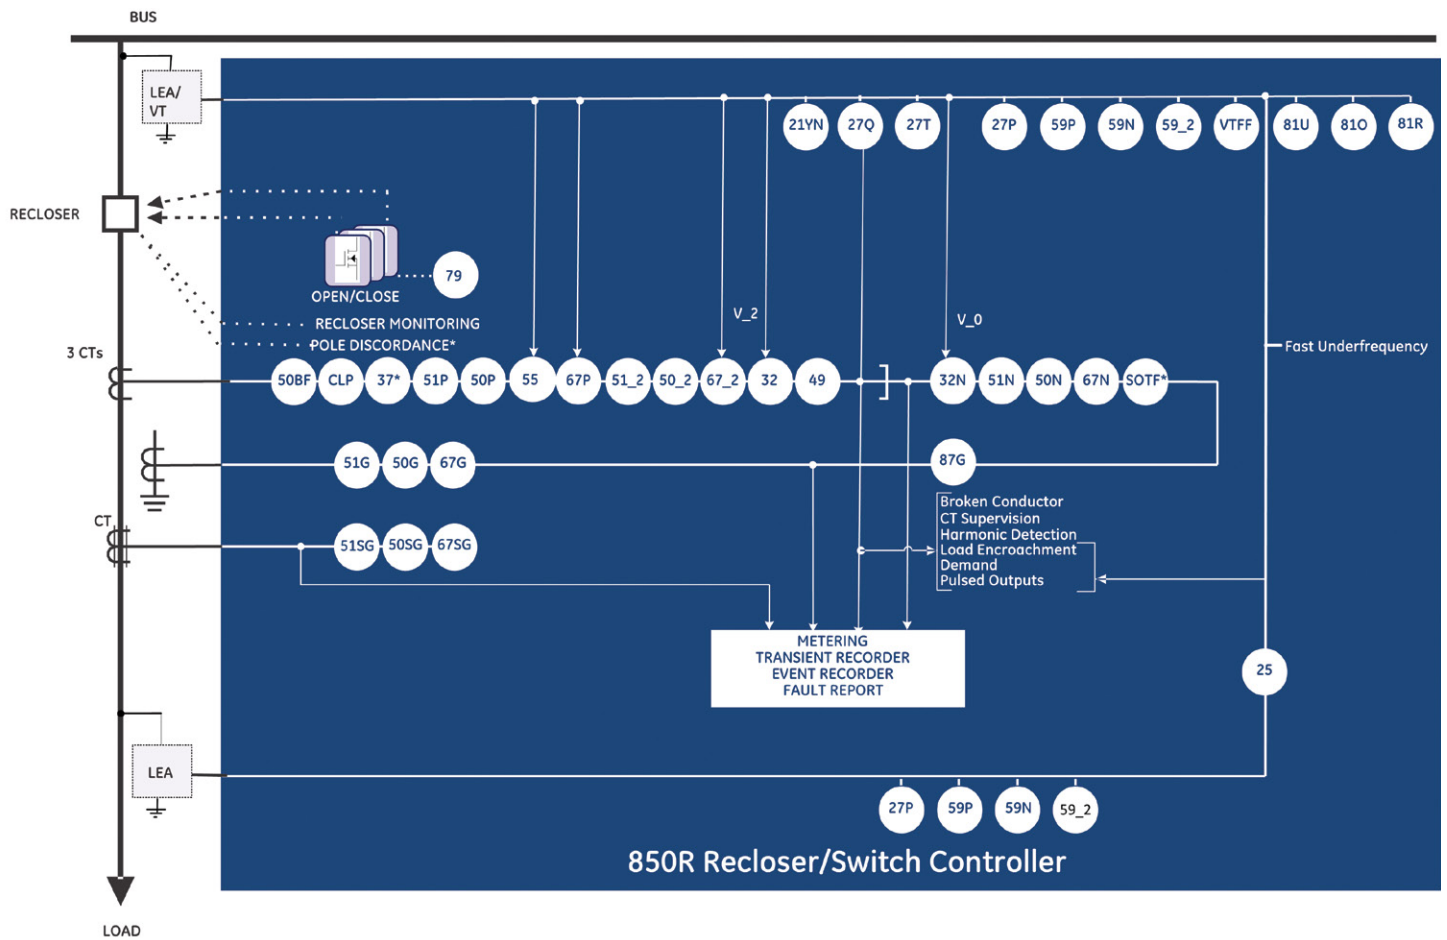 BUS
LEA/
VT
21YN
27Q
27T
27P
59P
59N
59_2
VTFF
81U
81O
81R
RECLOSER
79
OPEN/CLOSE
RECLOSER MONITORING
POLE DISCORDANCE*
V_2
V_0
Fast Underfrequency
3 CTs
50BF
CLP
37*
51P
50P
55
67P
51_2
50_2
67_2
32
49
32N
51N
50N
67N
SOTF*
51G
50G
67G
87G
Broken Conductor
CT Supervision
Harmonic Detection
Load Encroachment
Demand
Pulsed Outputs
CT
51SG
50SG
67SG
METERING
TRANSIENT RECORDER
EVENT RECORDER
FAULT REPORT
25
LEA
27P
59P
59N
59_2
850R Recloser/Switch Controller
LOAD